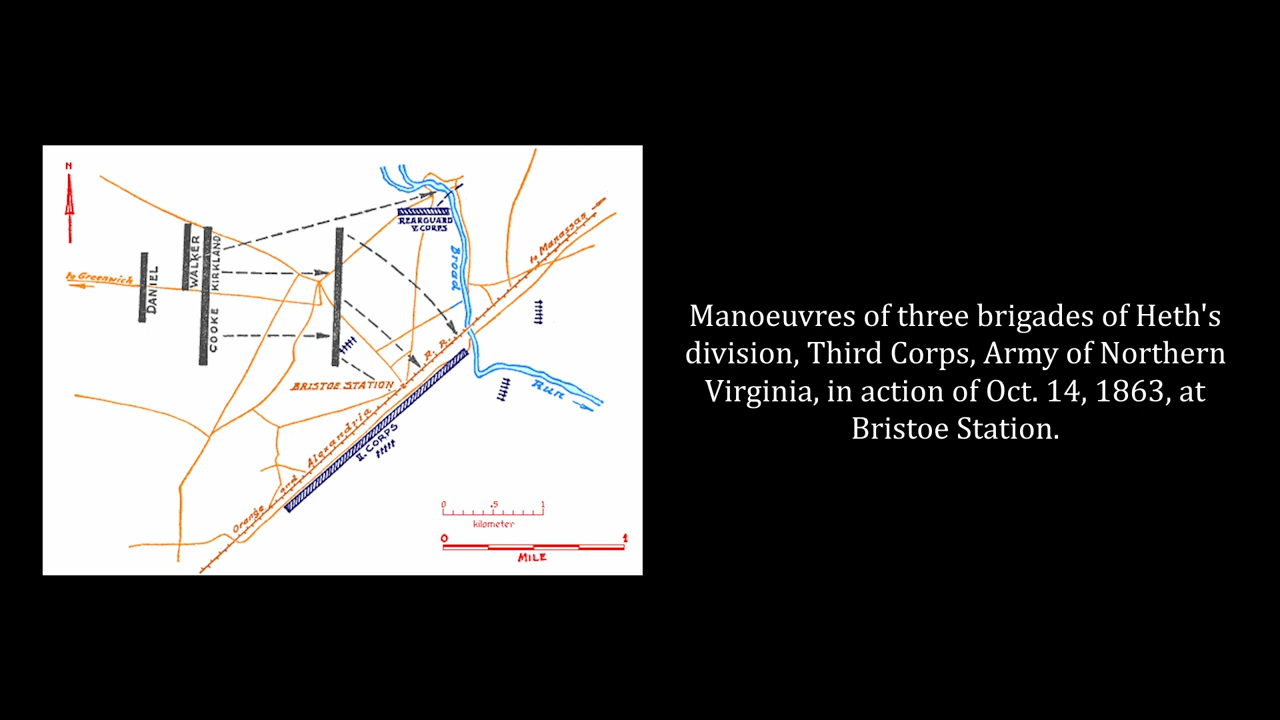 N
REARGUARD
V. CORPS
to Manassas
WALKER
KIRKLAND
to Greenwich
DANIEL
COOKE
Broad
R. R.
BRISTOE STATION
Run
Alexandria
II. CORPS
and
Orange
0 .5 1
kilometer
0 1
MILE
Manoeuvres of three brigades of Heth's
division, Third Corps, Army of Northern
Virginia, in action of Oct. 14, 1863, at
Bristoe Station.